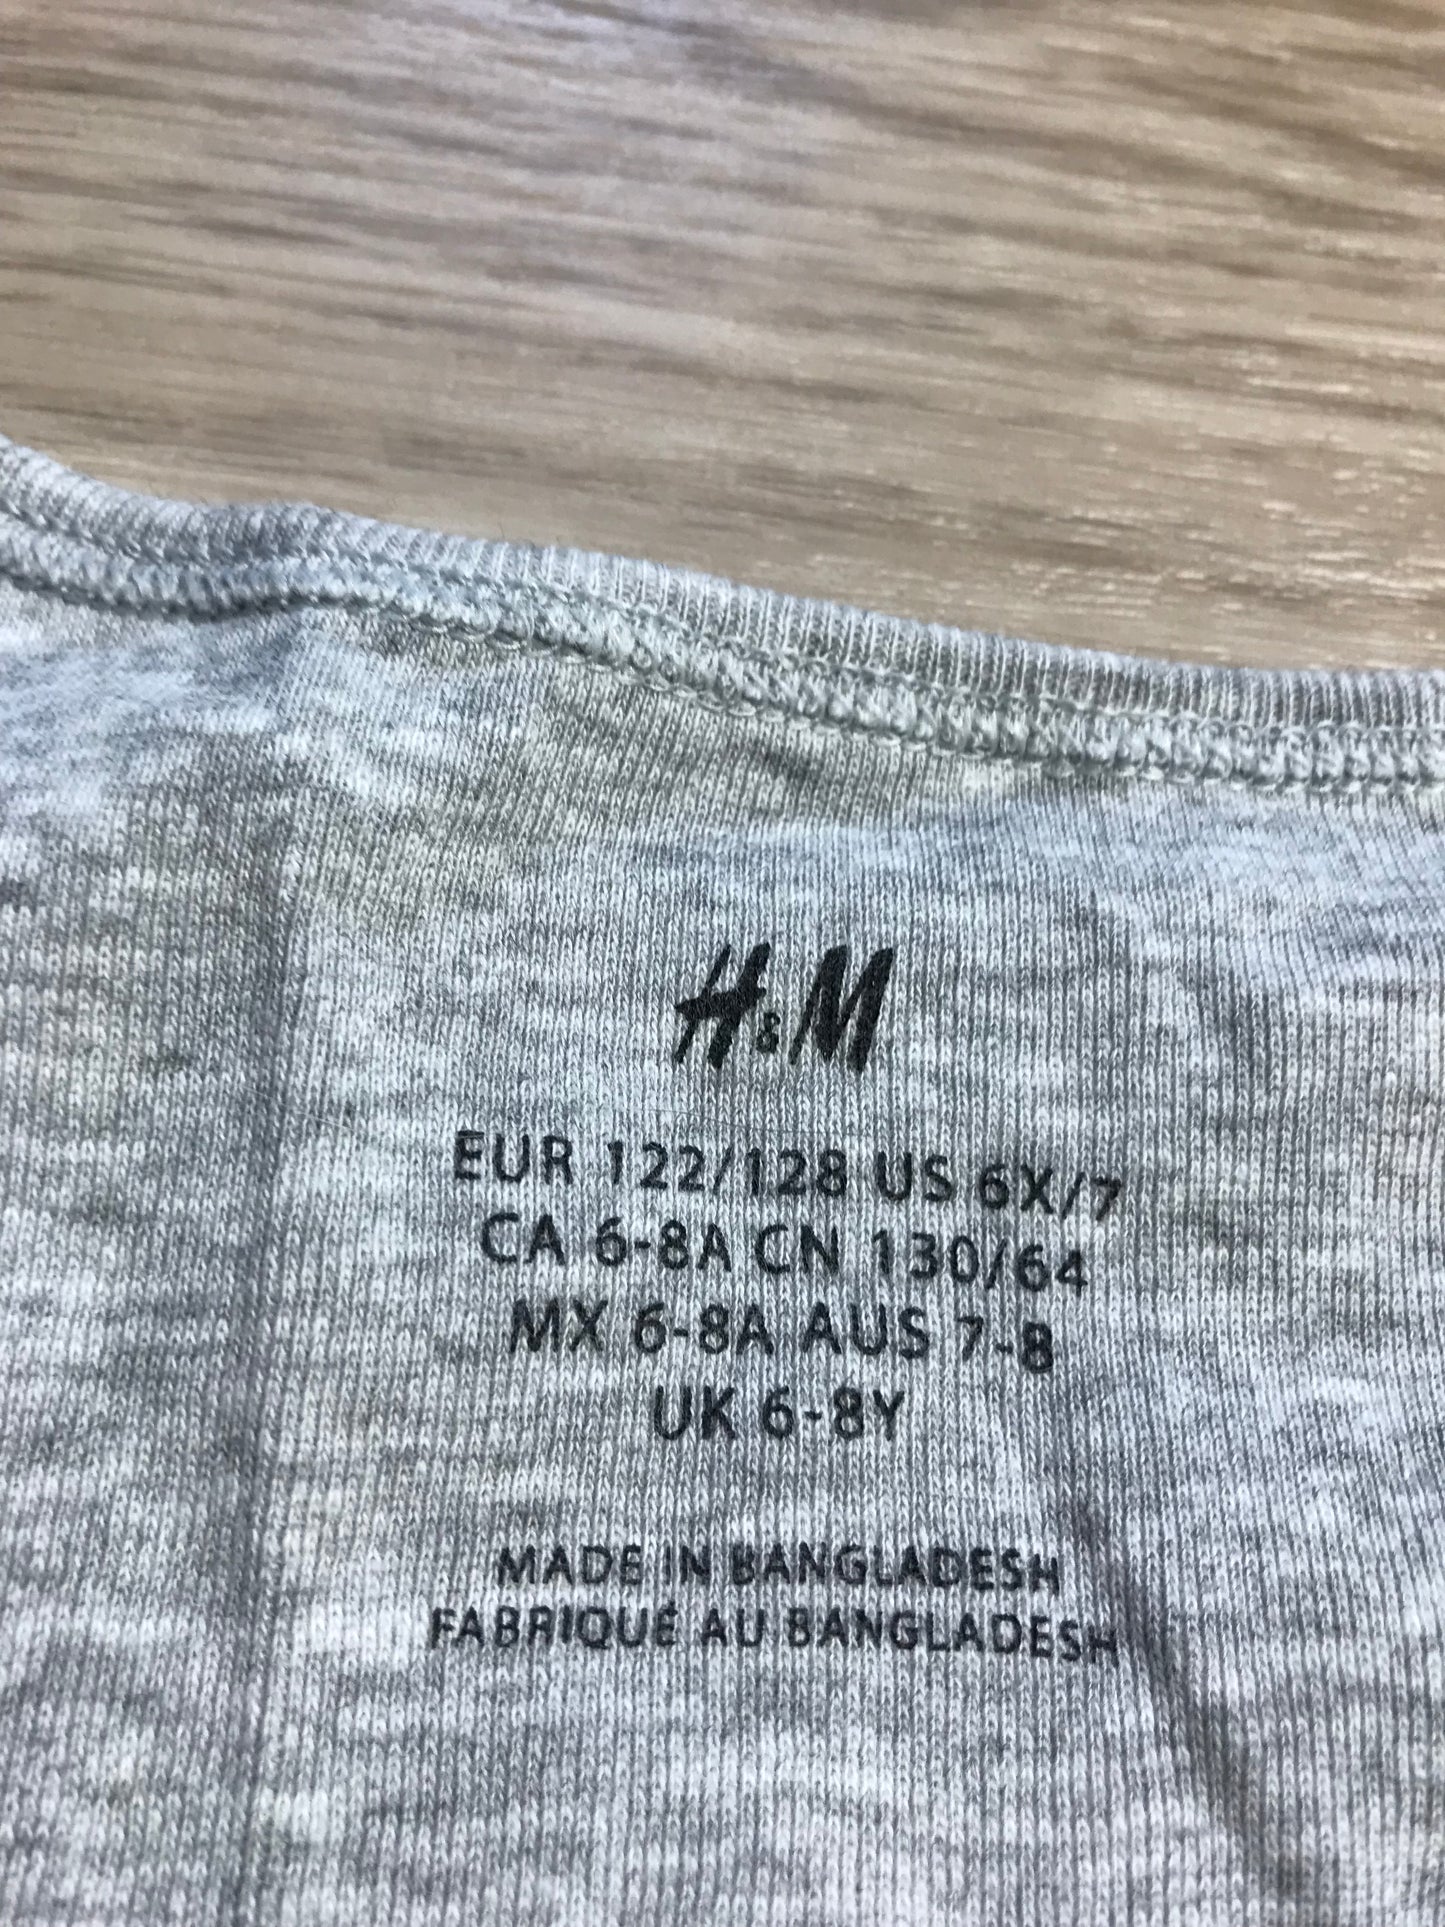 H&M
EUR 122/128 US 6X/7
CA 6-8A CN 130/64
MX 6-8A AUS 7-8
UK 6-8Y
MADE IN BANGLADESH
FABRIQUÉ AU BANGLADESH